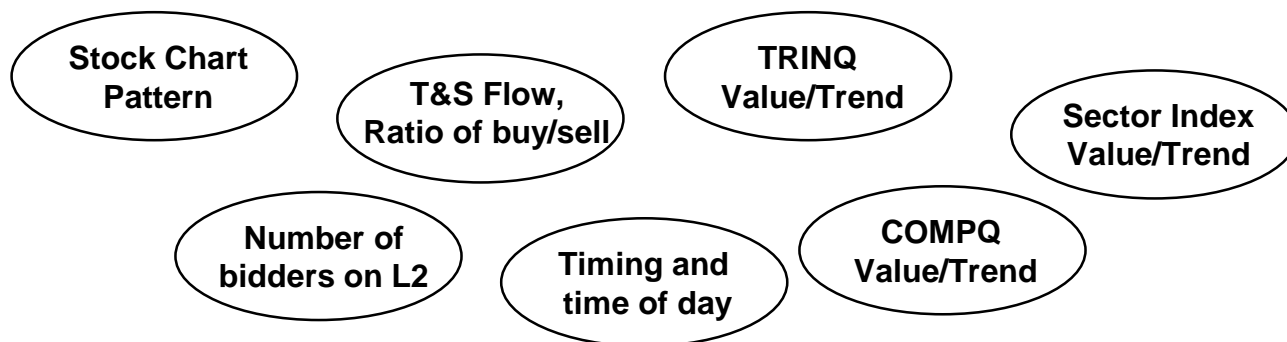 Stock Chart
Pattern
T&S Flow,
Ratio of buy/sell
TRINQ
Value/Trend
Sector Index
Value/Trend
Number of
bidders on L2
Timing and
time of day
COMPQ
Value/Trend